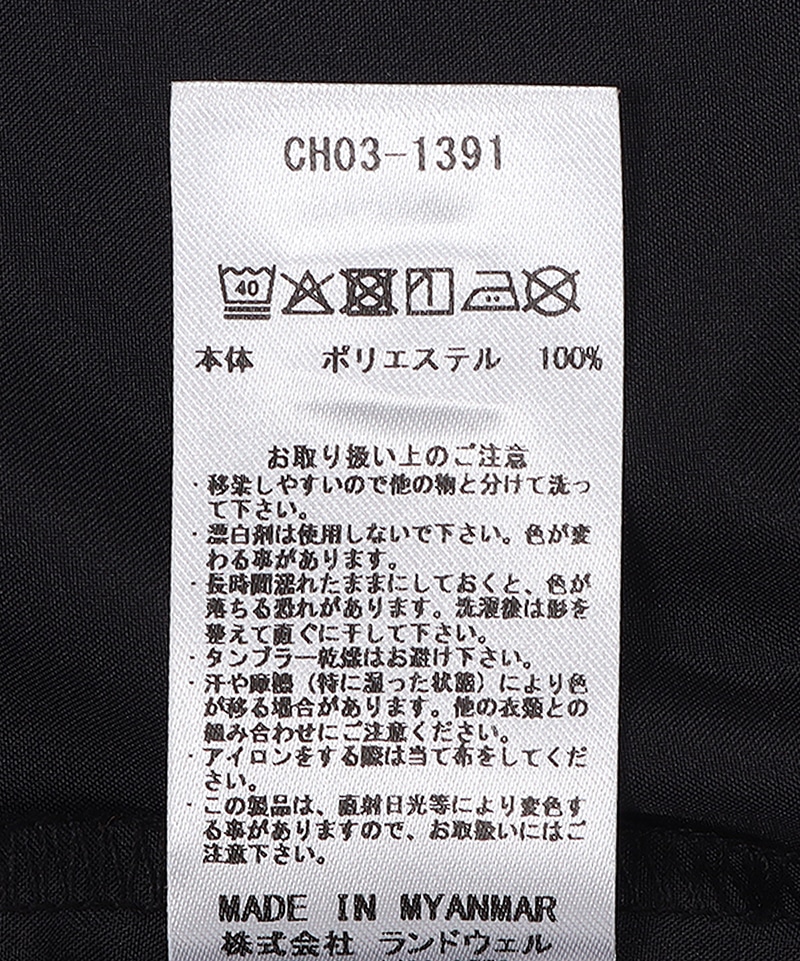 CH03-1391
40
本体 ポリエステル 100%
お取り扱い上のご注意
・移染しやすいので他の物と分けて洗っ
て下さい。
・漂白剤は使用しないで下さい。色が変
わる事があります。
・長時間濡れたままにしておくと、色が
落ちる恐れがあります。洗濯後は形を
整えて直ぐに干して下さい。
・タンブラー乾燥はお避け下さい。
・汗や摩擦（特に湿った状態）により色
が移る場合があります。他の衣類との
組み合わせにご注意ください。
・アイロンをする際は当て布をしてくだ
さい。
・この製品は、直射日光等により変色す
る事がありますので、お取扱いにはご
注意下さい。
MADE IN MYANMAR
株式会社 ランドウェル